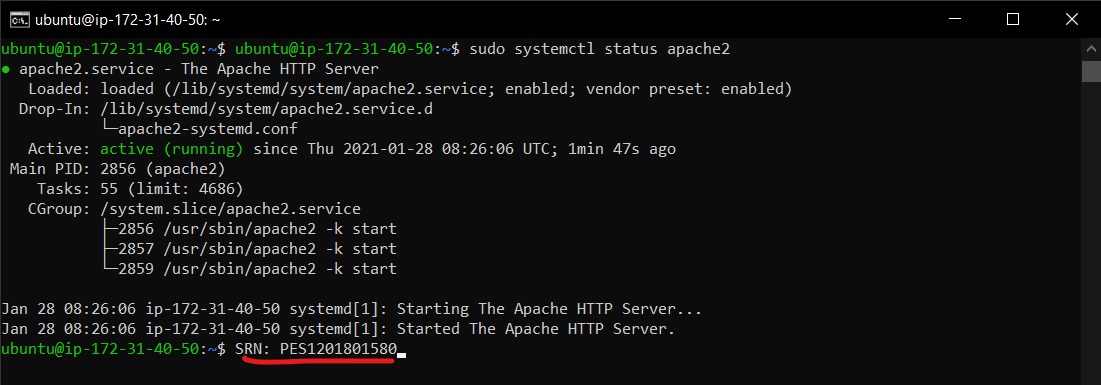 ubuntu@ip-172-31-40-50: ~
ubuntu@ip-172-31-40-50:~$ ubuntu@ip-172-31-40-50:~$ sudo systemctl status apache2
● apache2.service - The Apache HTTP Server
   Loaded: loaded (/lib/systemd/system/apache2.service; enabled; vendor preset: enabled)
  Drop-In: /lib/systemd/system/apache2.service.d
           └─apache2-systemd.conf
   Active: active (running) since Thu 2021-01-28 08:26:06 UTC; 1min 47s ago
 Main PID: 2856 (apache2)
    Tasks: 55 (limit: 4686)
   CGroup: /system.slice/apache2.service
           ├─2856 /usr/sbin/apache2 -k start
           ├─2857 /usr/sbin/apache2 -k start
           └─2859 /usr/sbin/apache2 -k start
Jan 28 08:26:06 ip-172-31-40-50 systemd[1]: Starting The Apache HTTP Server...
Jan 28 08:26:06 ip-172-31-40-50 systemd[1]: Started The Apache HTTP Server.
ubuntu@ip-172-31-40-50:~$ SRN: PES1201801580